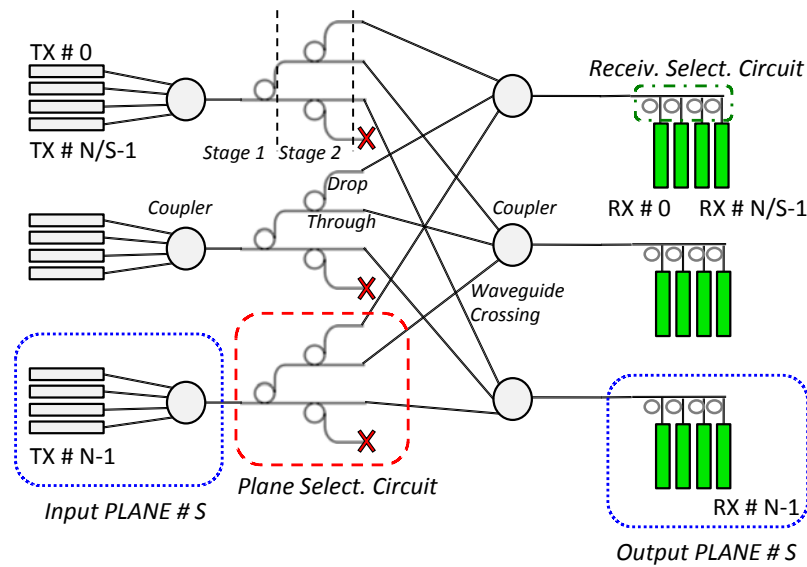 TX # 0
TX # N/S-1
Stage 1
Stage 2
Receiv. Select. Circuit
RX # 0
RX # N/S-1
Drop
Through
Coupler
Coupler
Waveguide
Crossing
TX # N-1
Input PLANE # S
Plane Select. Circuit
RX # N-1
Output PLANE # S